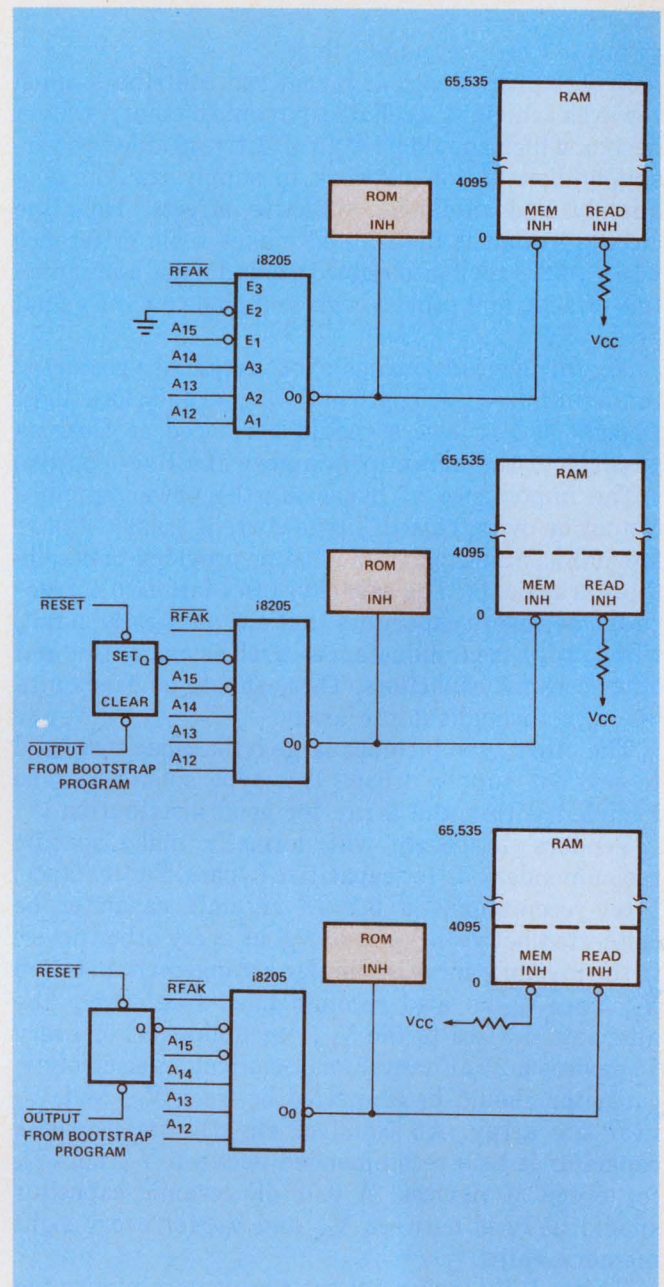 65,535
RAM
4095
0
MEM INH
READ INH
VCC
ROM
INH
i8205
RFAK
E3
E2
A15
E1
A14
A3
A13
A2
A12
A1
O0
65,535
RAM
4095
0
MEM INH
READ INH
VCC
ROM
INH
i8205
RESET
RFAK
SET Q
A15
CLEAR
A14
A13
OUTPUT
A12
O0
FROM BOOTSTRAP
PROGRAM
65,535
RAM
4095
0
MEM INH
READ INH
VCC
ROM
INH
i8205
RESET
RFAK
Q
A15
A14
A13
OUTPUT
A12
O0
FROM BOOTSTRAP
PROGRAM